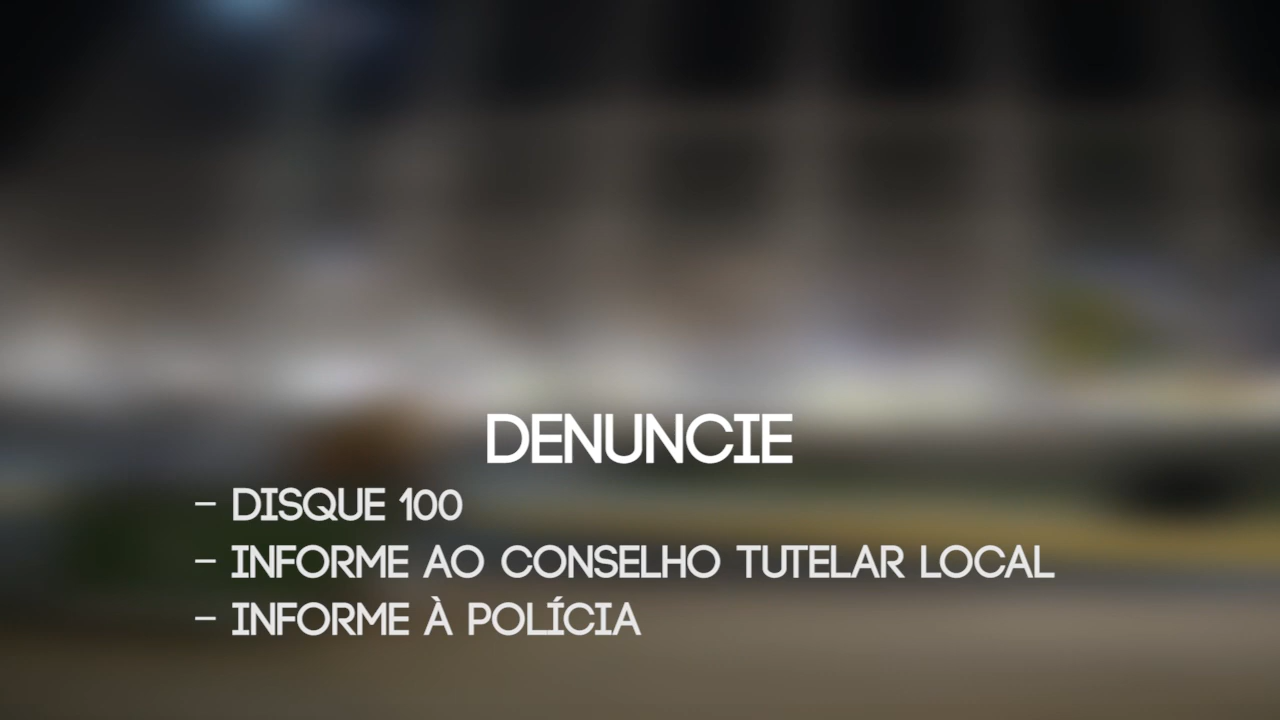 DENUNCIE
– DISQUE 100
– INFORME AO CONSELHO TUTELAR LOCAL
– INFORME À POLÍCIA